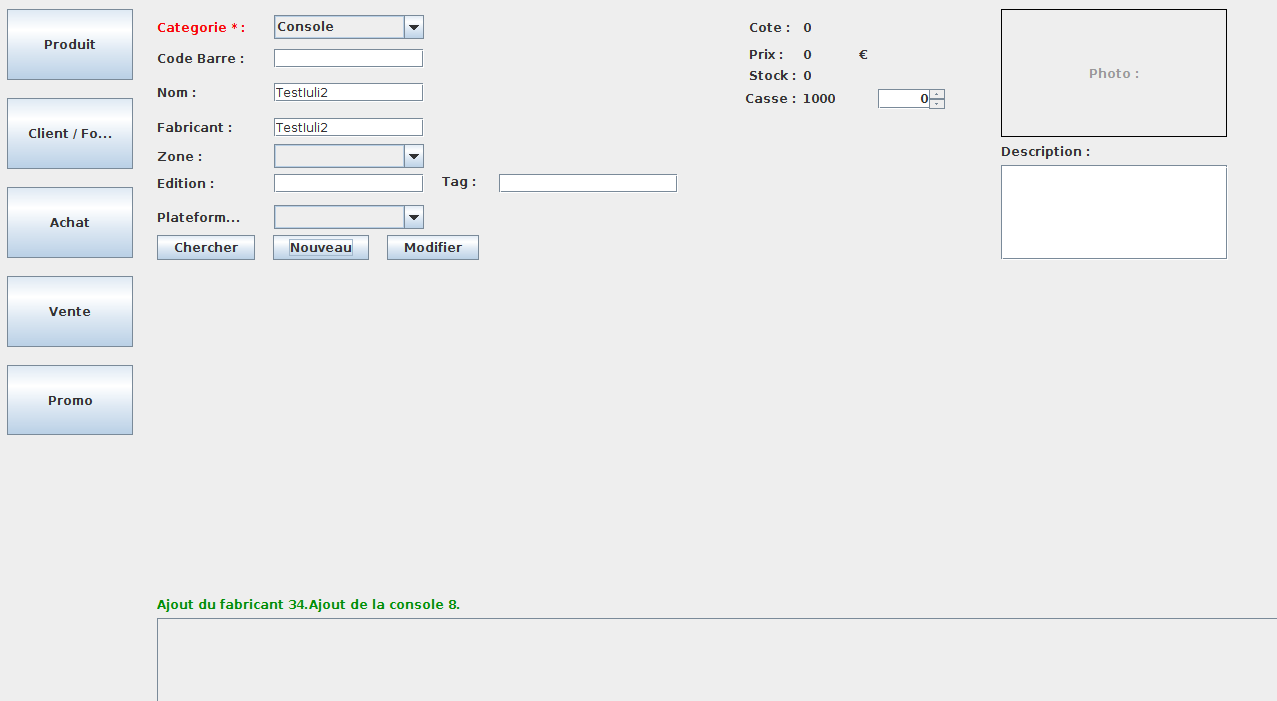 Produit
Client / Fo...
Achat
Vente
Promo
Categorie * :
Console
Code Barre :
Nom :
TestIuli2
Fabricant :
TestIuli2
Zone :
Edition :
Tag :
Plateform...
Chercher
Nouveau
Modifier
Cote : 0
Prix : 0 €
Stock : 0
Casse : 1000
0
Photo :
Description :
Ajout du fabricant 34.Ajout de la console 8.